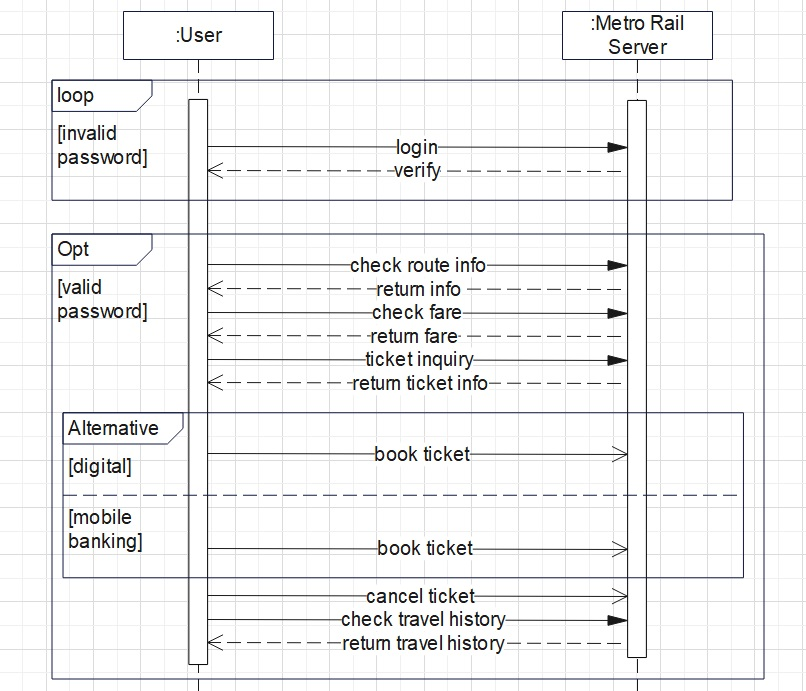 :User
:Metro Rail
Server
loop
[invalid
password]
login
verify
Opt
[valid
password]
check route info
return info
check fare
return fare
ticket inquiry
return ticket info
Alternative
[digital]
book ticket
[mobile
banking]
book ticket
cancel ticket
check travel history
return travel history